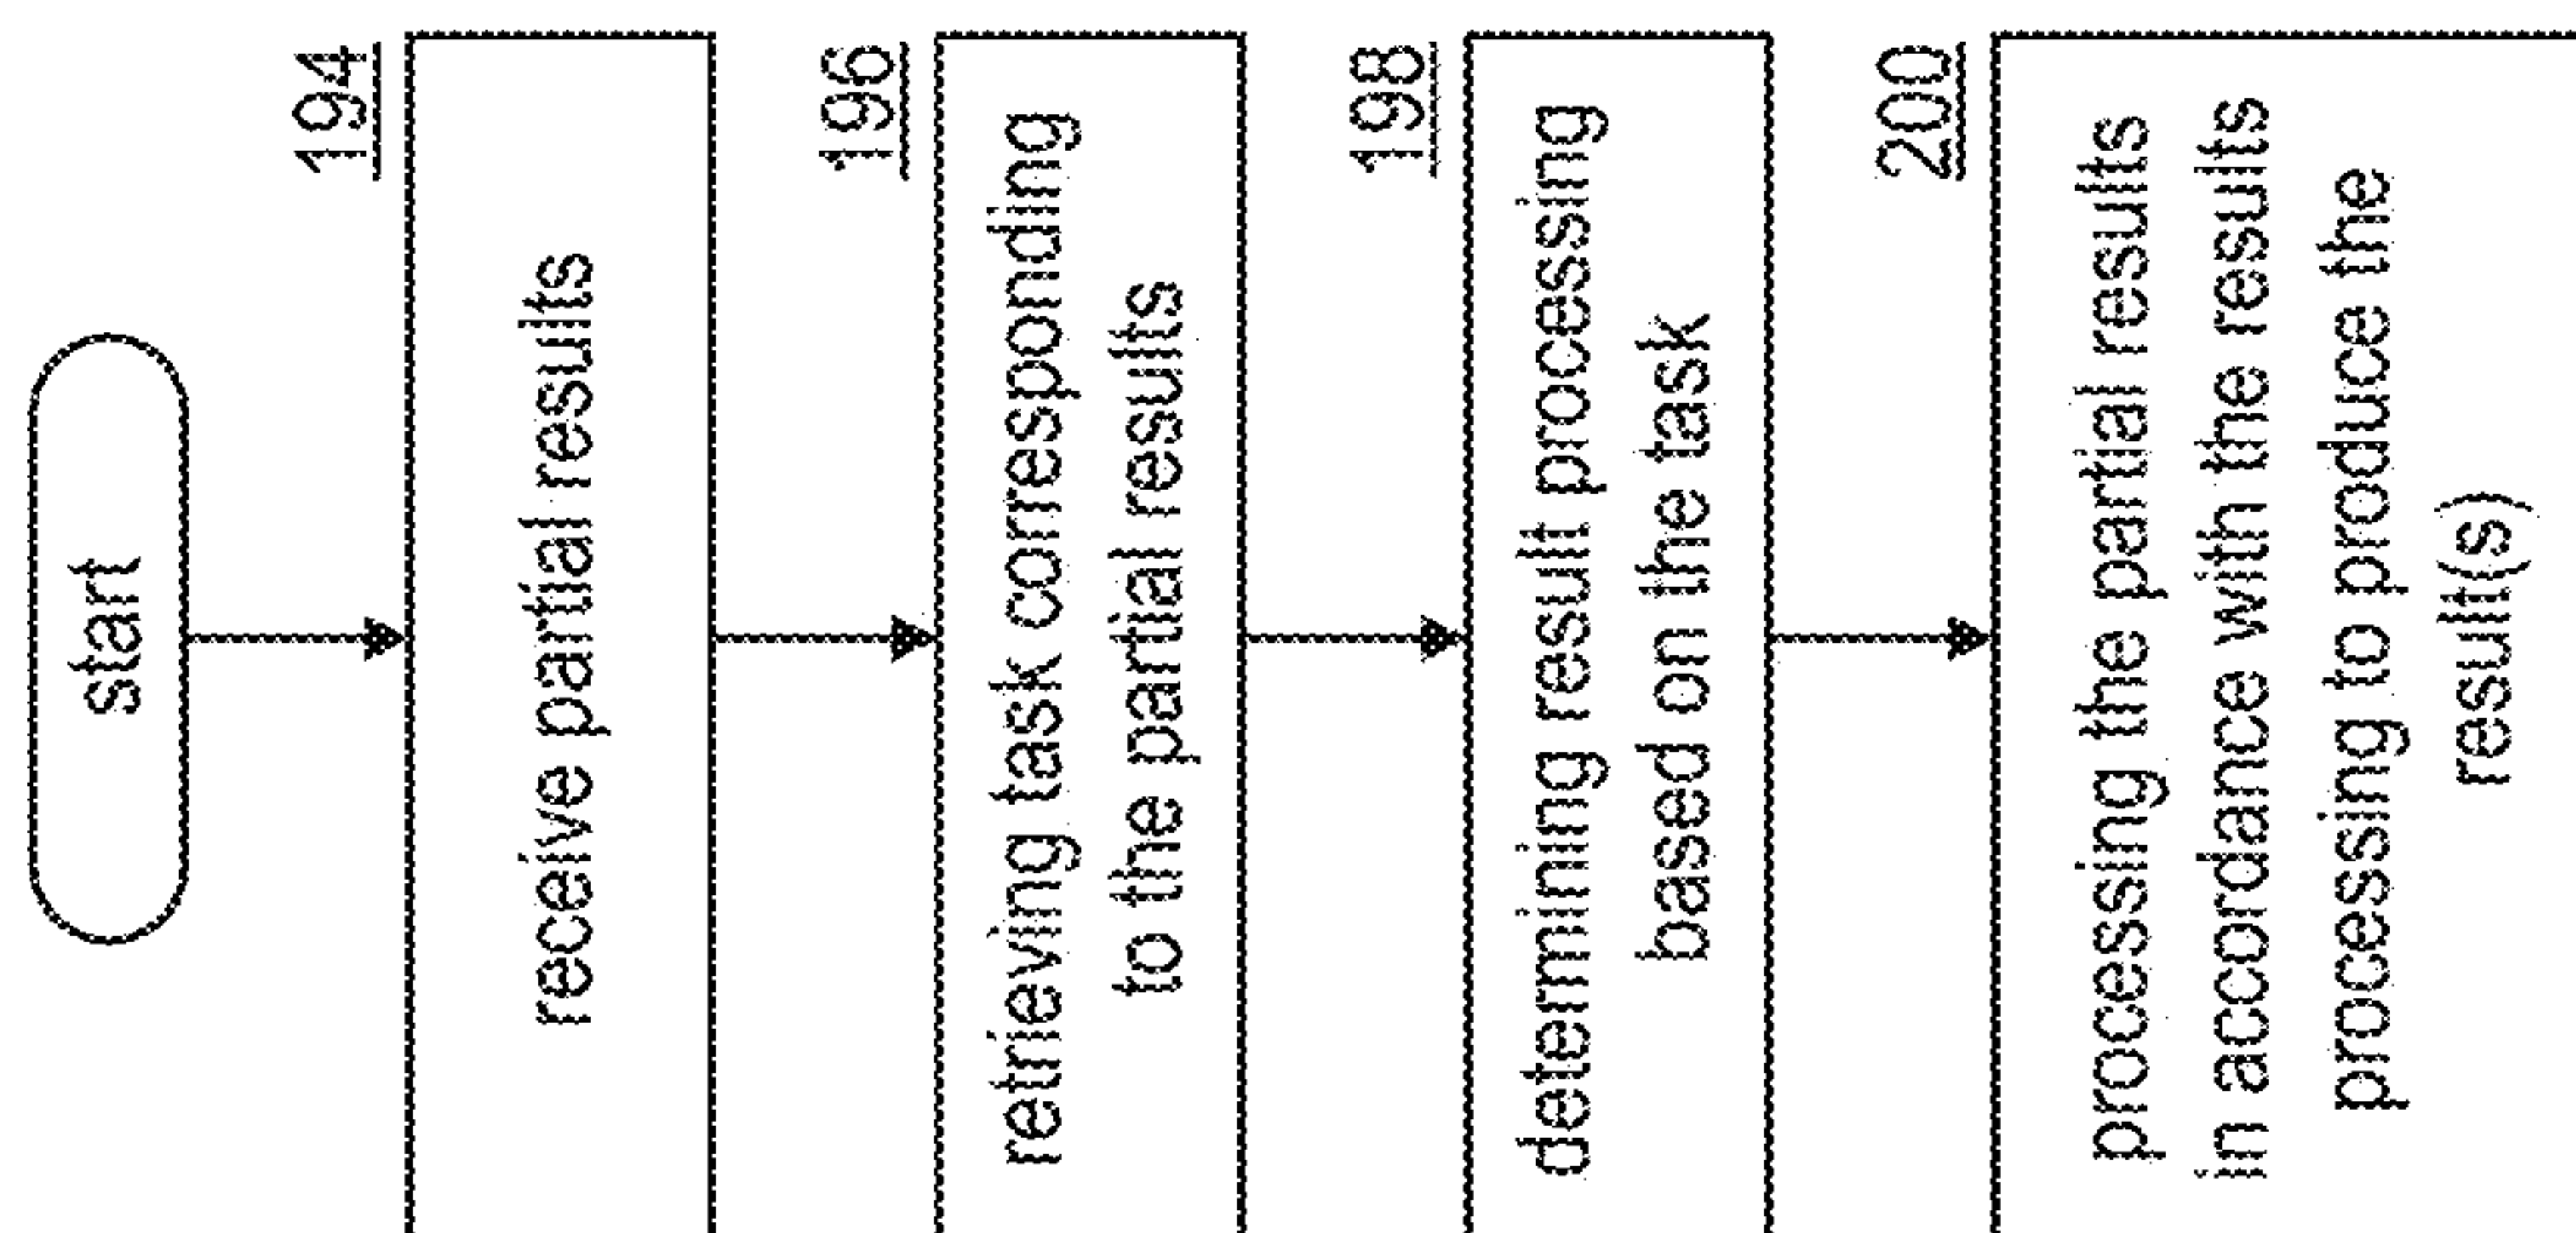 start
194
receive partial results
196
retrieving task corresponding
to the partial results
198
determining result processing
based on the task
200
processing the partial results
in accordance with the results
processing to produce the
result(s)